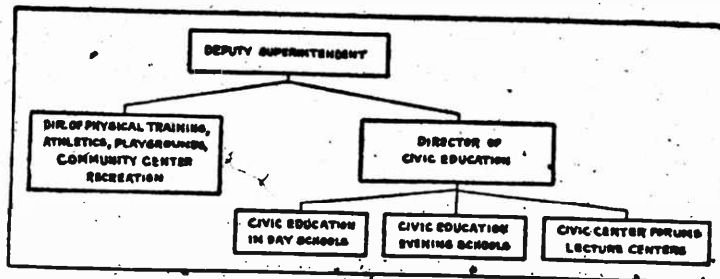 DEPUTY SUPERINTENDENT
DIR. OF PHYSICAL TRAINING,
ATHLETICS, PLAYGROUNDS,
COMMUNITY CENTER
RECREATION
DIRECTOR OF
CIVIC EDUCATION
CIVIC EDUCATION
IN DAY SCHOOLS
CIVIC EDUCATION
EVENING SCHOOLS
CIVIC CENTER FORUMS
LECTURE CENTERS